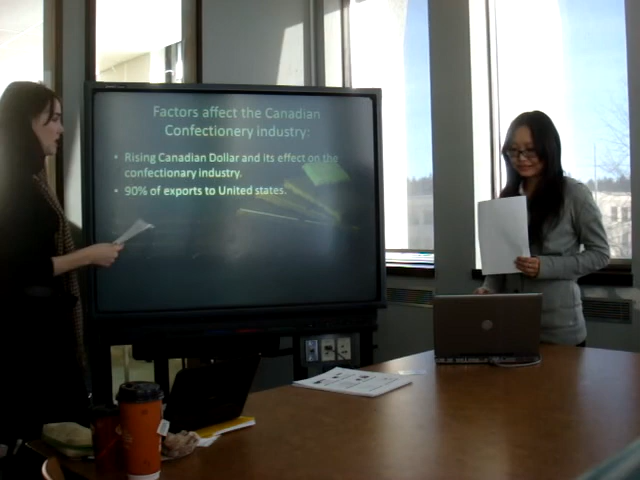 Factors affect the Canadian
Confectionery industry:
• Rising Canadian Dollar and its effect on the
confectionary industry.
• 90% of exports to United states.